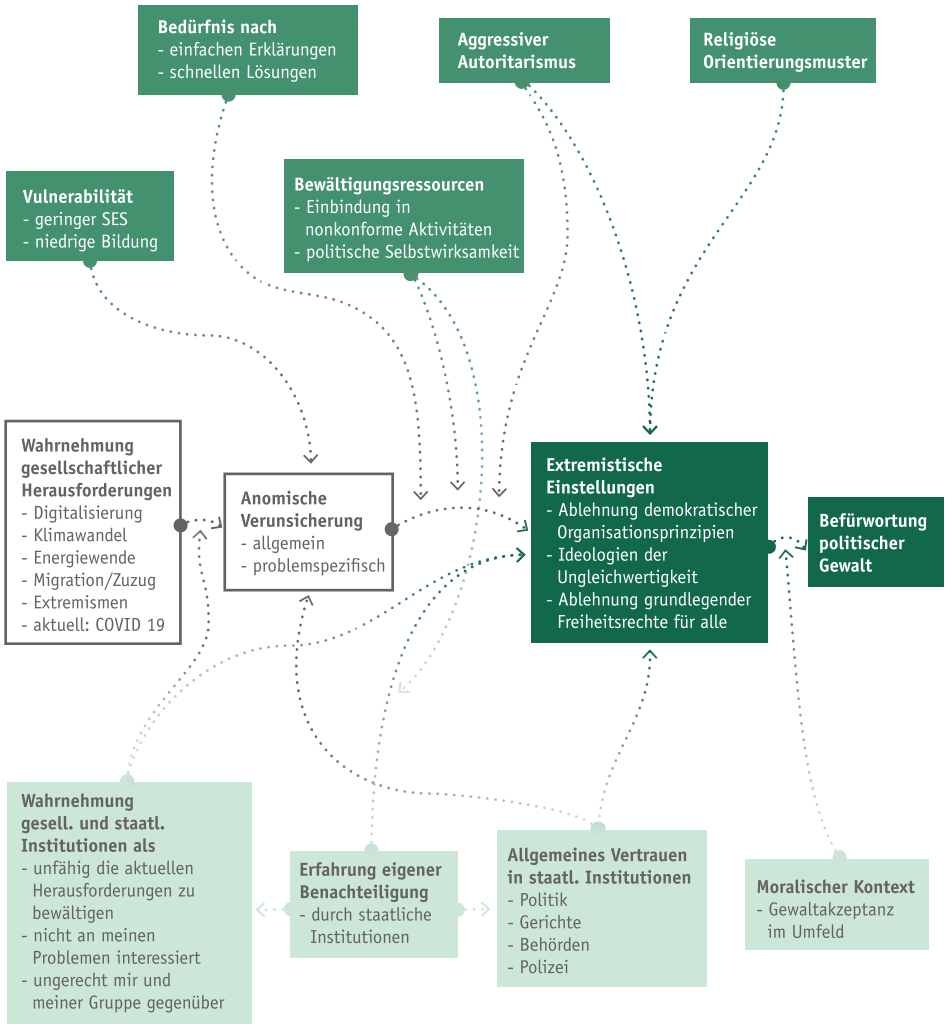 Bedürfnis nach
- einfachen Erklärungen
- schnellen Lösungen
Aggressiver
Autoritarismus
Religiöse
Orientierungsmuster
Vulnerabilität
- geringer SES
- niedrige Bildung
Bewältigungsressourcen
- Einbindung in
nonkonforme Aktivitäten
- politische Selbstwirksamkeit
Wahrnehmung
gesellschaftlicher
Herausforderungen
- Digitalisierung
- Klimawandel
- Energiewende
- Migration/Zuzug
- Extremismen
- aktuell: COVID 19
Anomische
Verunsicherung
- allgemein
- problemspezifisch
Extremistische
Einstellungen
- Ablehnung demokratischer
Organisationsprinzipien
- Ideologien der
Ungleichwertigkeit
- Ablehnung grundlegender
Freiheitsrechte für alle
Befürwortung
politischer
Gewalt
Wahrnehmung
gesell. und staatl.
Institutionen als
- unfähig die aktuellen
Herausforderungen zu
bewältigen
- nicht an meinen
Problemen interessiert
- ungerecht mir und
meiner Gruppe gegenüber
Erfahrung eigener
Benachteiligung
- durch staatliche
Institutionen
Allgemeines Vertrauen
in staatl. Institutionen
- Politik
- Gerichte
- Behörden
- Polizei
Moralischer Kontext
- Gewaltakzeptanz
im Umfeld